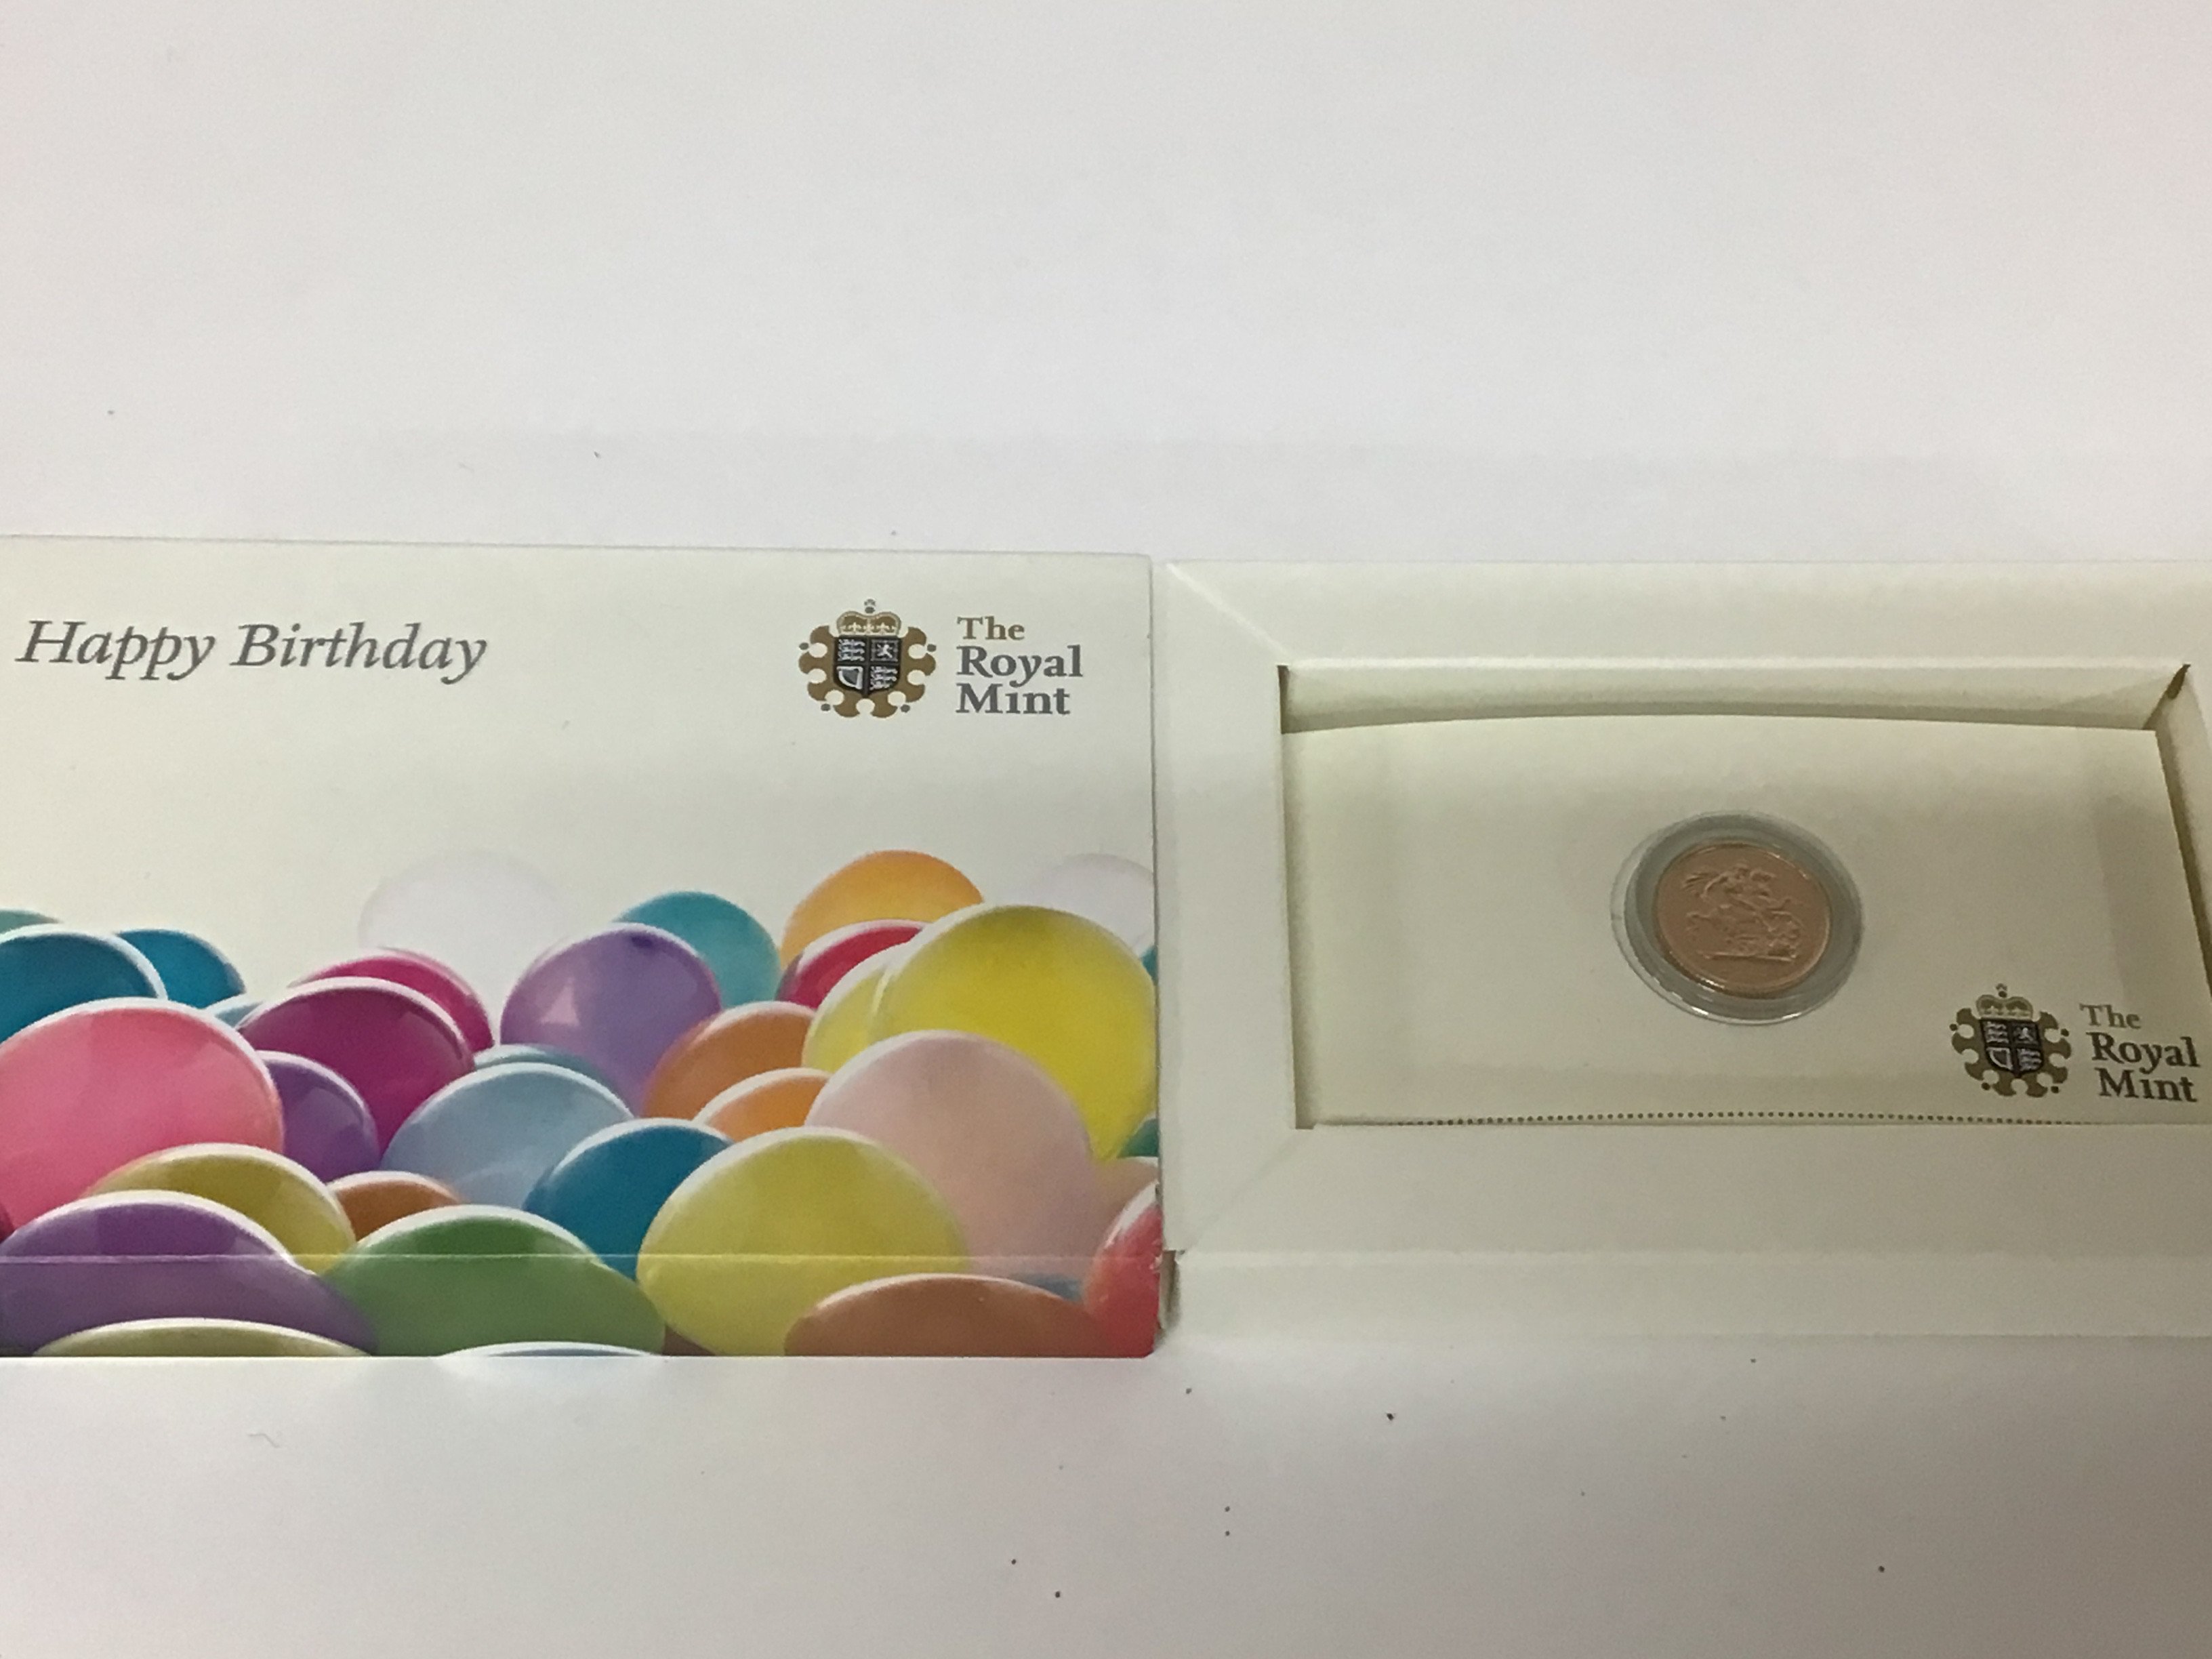 Happy Birthday
The
Royal
Mint
The
Royal
Mint